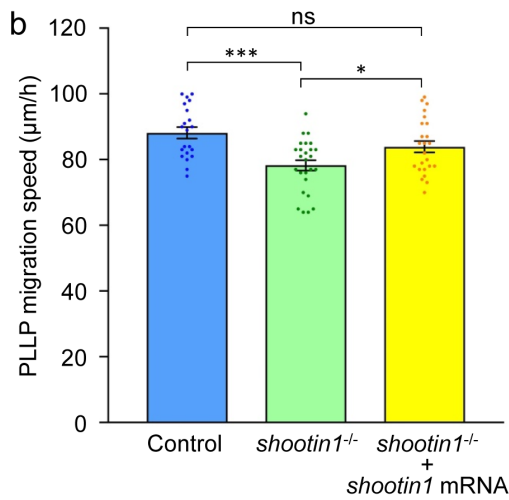 b
PLLP migration speed (μm/h)
120
100
80
60
40
20
0
ns
***
*
Control
shootin1-/-
shootin1-/-
+
shootin1 mRNA